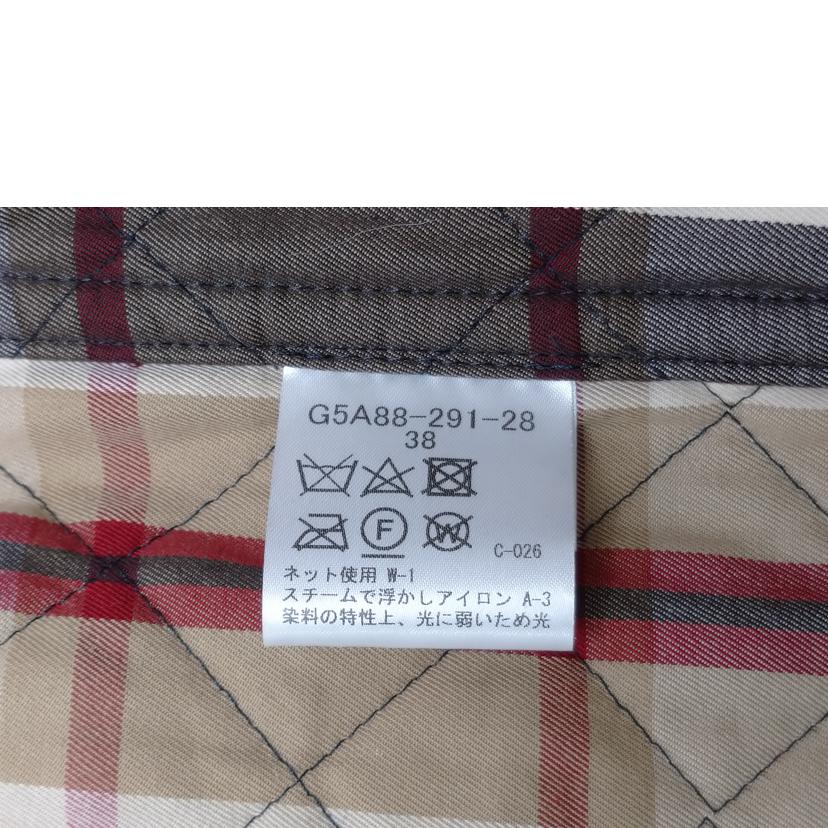 G5A88-291-28
38
F W
C-026
ネット使用 W-1
スチームで浮かしアイロン A-3
染料の特性上、光に弱いため光